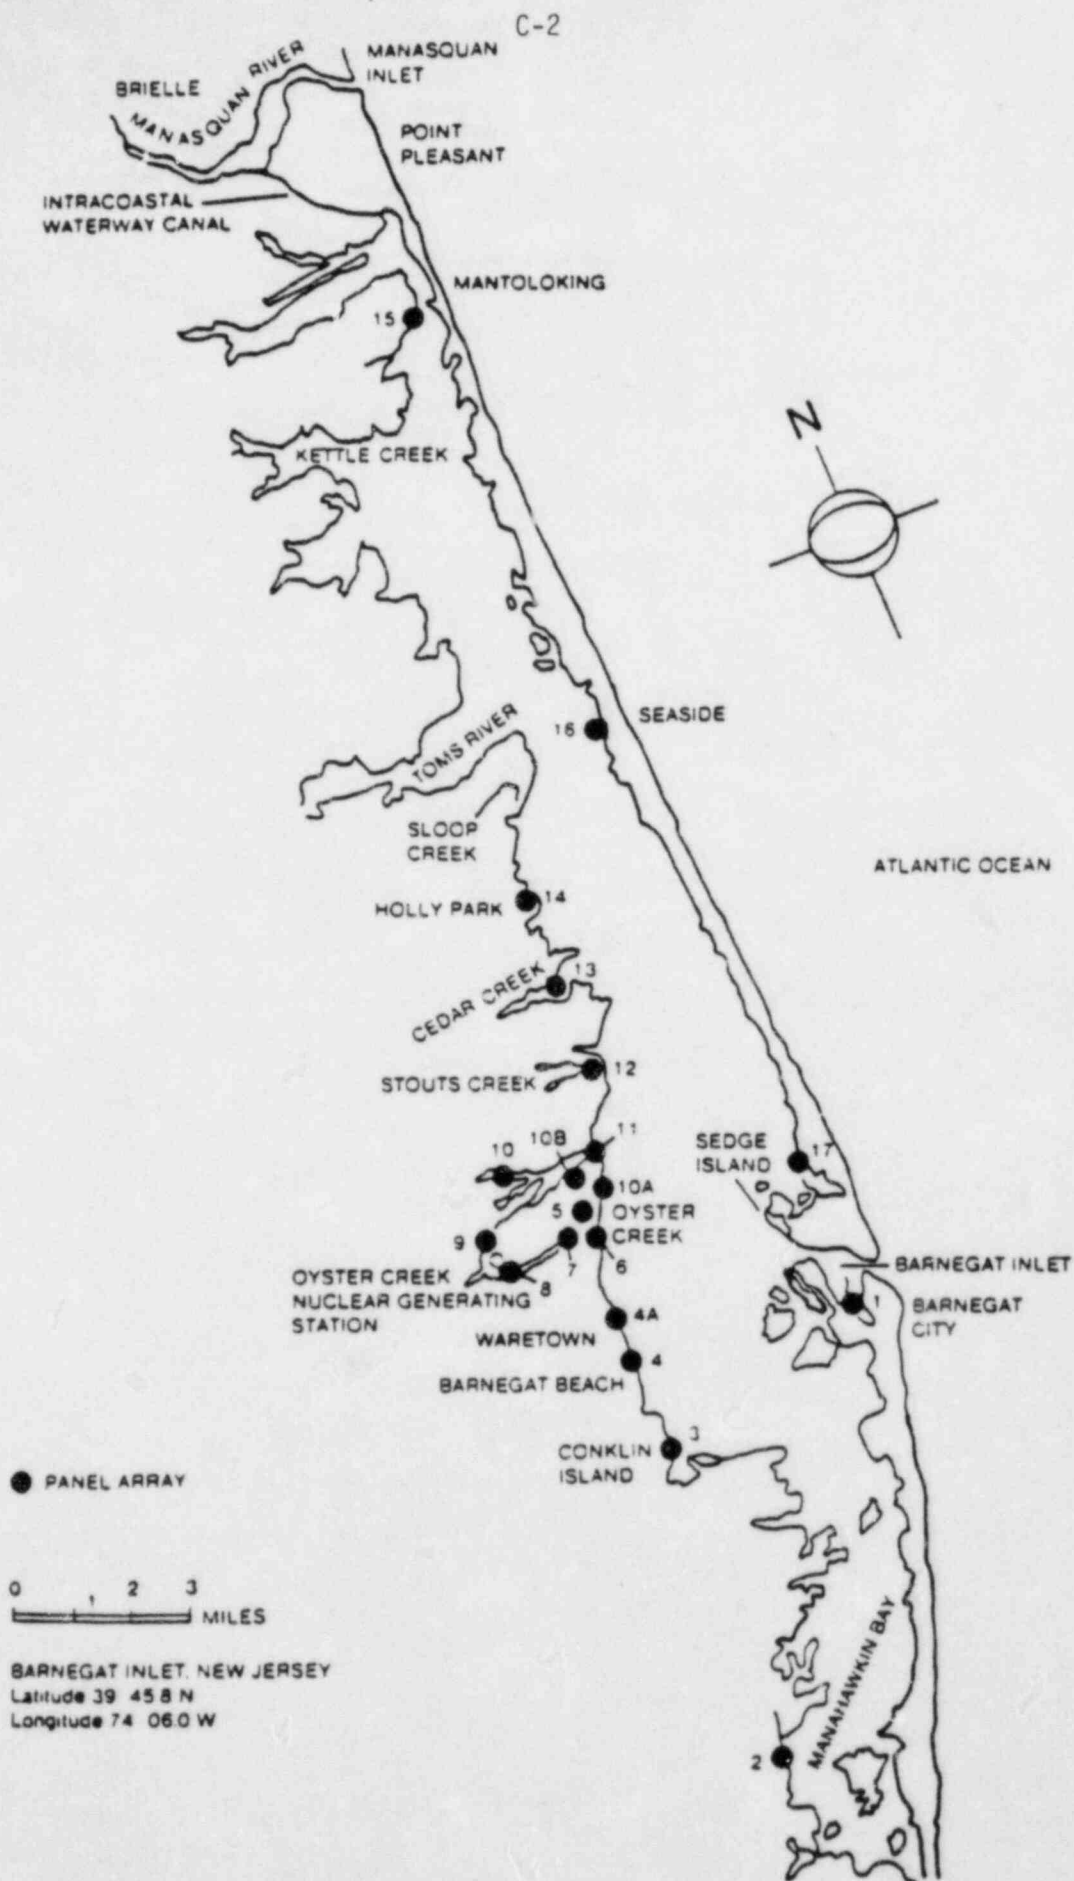 C-2
MANASQUAN
INLET
BRIELLE
MANASQUAN RIVER
POINT
PLEASANT
INTRACOASTAL
WATERWAY CANAL
MANTOLOKING
15
N
KETTLE CREEK
SEASIDE
16
TOMS RIVER
SLOOP
CREEK
ATLANTIC OCEAN
HOLLY PARK
14
13
CEDAR CREEK
12
STOUTS CREEK
11
10B
10
SEDGE
ISLAND
17
10A
5
OYSTER
CREEK
9
7
6
8
OYSTER CREEK
NUCLEAR GENERATING
STATION
BARNEGAT INLET
1
BARNEGAT
CITY
4A
WARETOWN
4
BARNEGAT BEACH
3
CONKLIN
ISLAND
PANEL ARRAY
0 1 2 3
MILES
MANAHAWKIN BAY
BARNEGAT INLET, NEW JERSEY
Latitude 39 45.8 N
Longitude 74 06.0 W
2